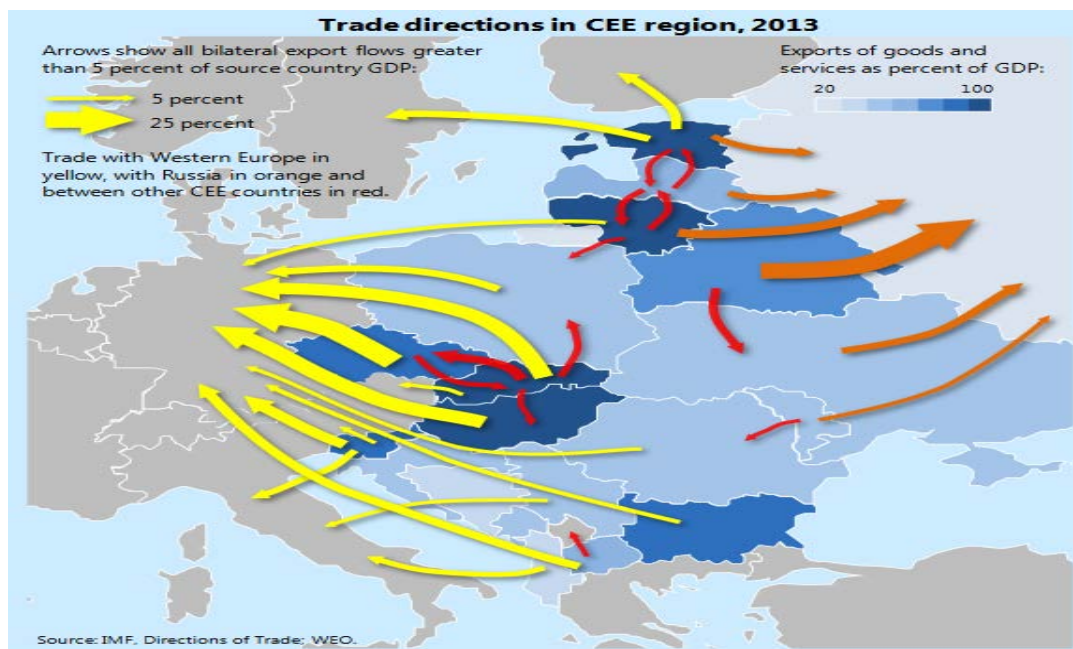 Trade directions in CEE region, 2013
Arrows show all bilateral export flows greater
than 5 percent of source country GDP:
5 percent
25 percent
Trade with Western Europe in
yellow, with Russia in orange and
between other CEE countries in red.
Exports of goods and
services as percent of GDP:
20 100
Source: IMF, Directions of Trade; WEO.